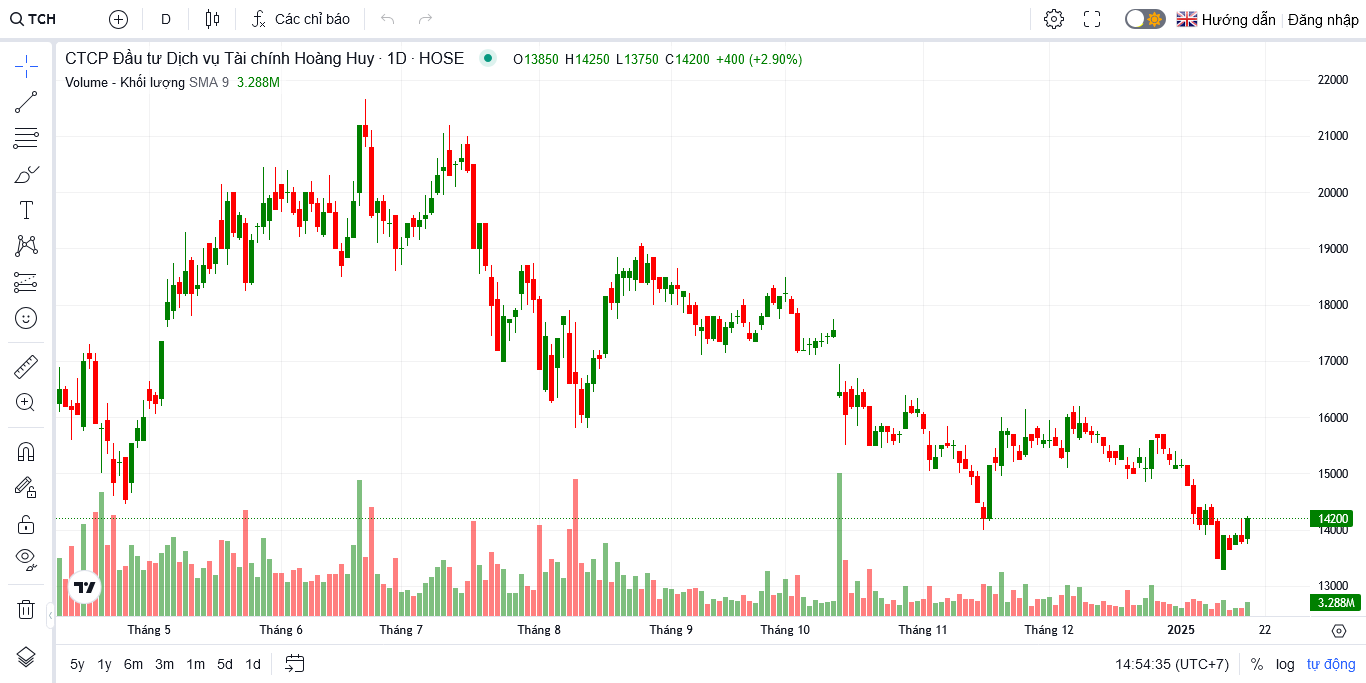 TCH D Các chỉ báo Hướng dẫn Đăng nhập
CTCP Đầu tư Dịch vụ Tài chính Hoàng Huy · 1D · HOSE O13850 H14250 L13750 C14200 +400 (+2.90%)
Volume - Khối lượng SMA 9 3.288M
22000
21000
20000
19000
18000
17000
16000
15000
14200
14000
13000
3.288M
Tháng 5 Tháng 6 Tháng 7 Tháng 8 Tháng 9 Tháng 10 Tháng 11 Tháng 12 2025 22
5y 1y 6m 3m 1m 5d 1d 14:54:35 (UTC+7) % log tự động